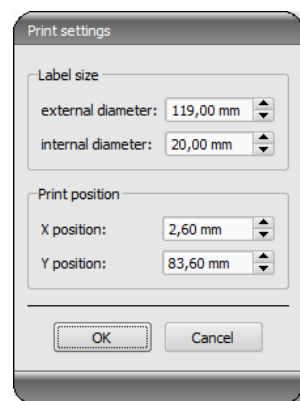 Print settings
Label size
external diameter: 119,00 mm
internal diameter: 20,00 mm
Print position
X position: 2,60 mm
Y position: 83,60 mm
OK Cancel